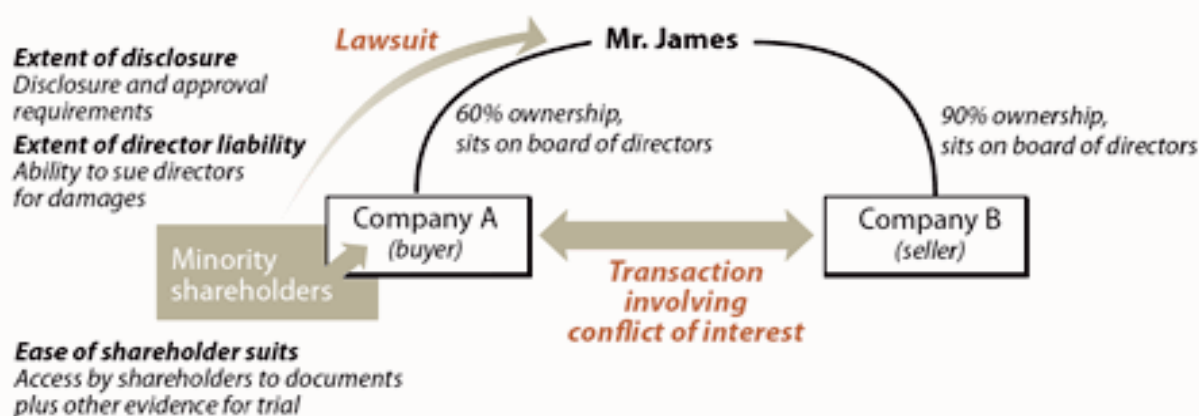 Extent of disclosure
Disclosure and approval
requirements
Extent of director liability
Ability to sue directors
for damages
Lawsuit
Mr. James
60% ownership,
sits on board of directors
90% ownership,
sits on board of directors
Minority
shareholders
Company A
(buyer)
Transaction
involving
conflict of interest
Company B
(seller)
Ease of shareholder suits
Access by shareholders to documents
plus other evidence for trial